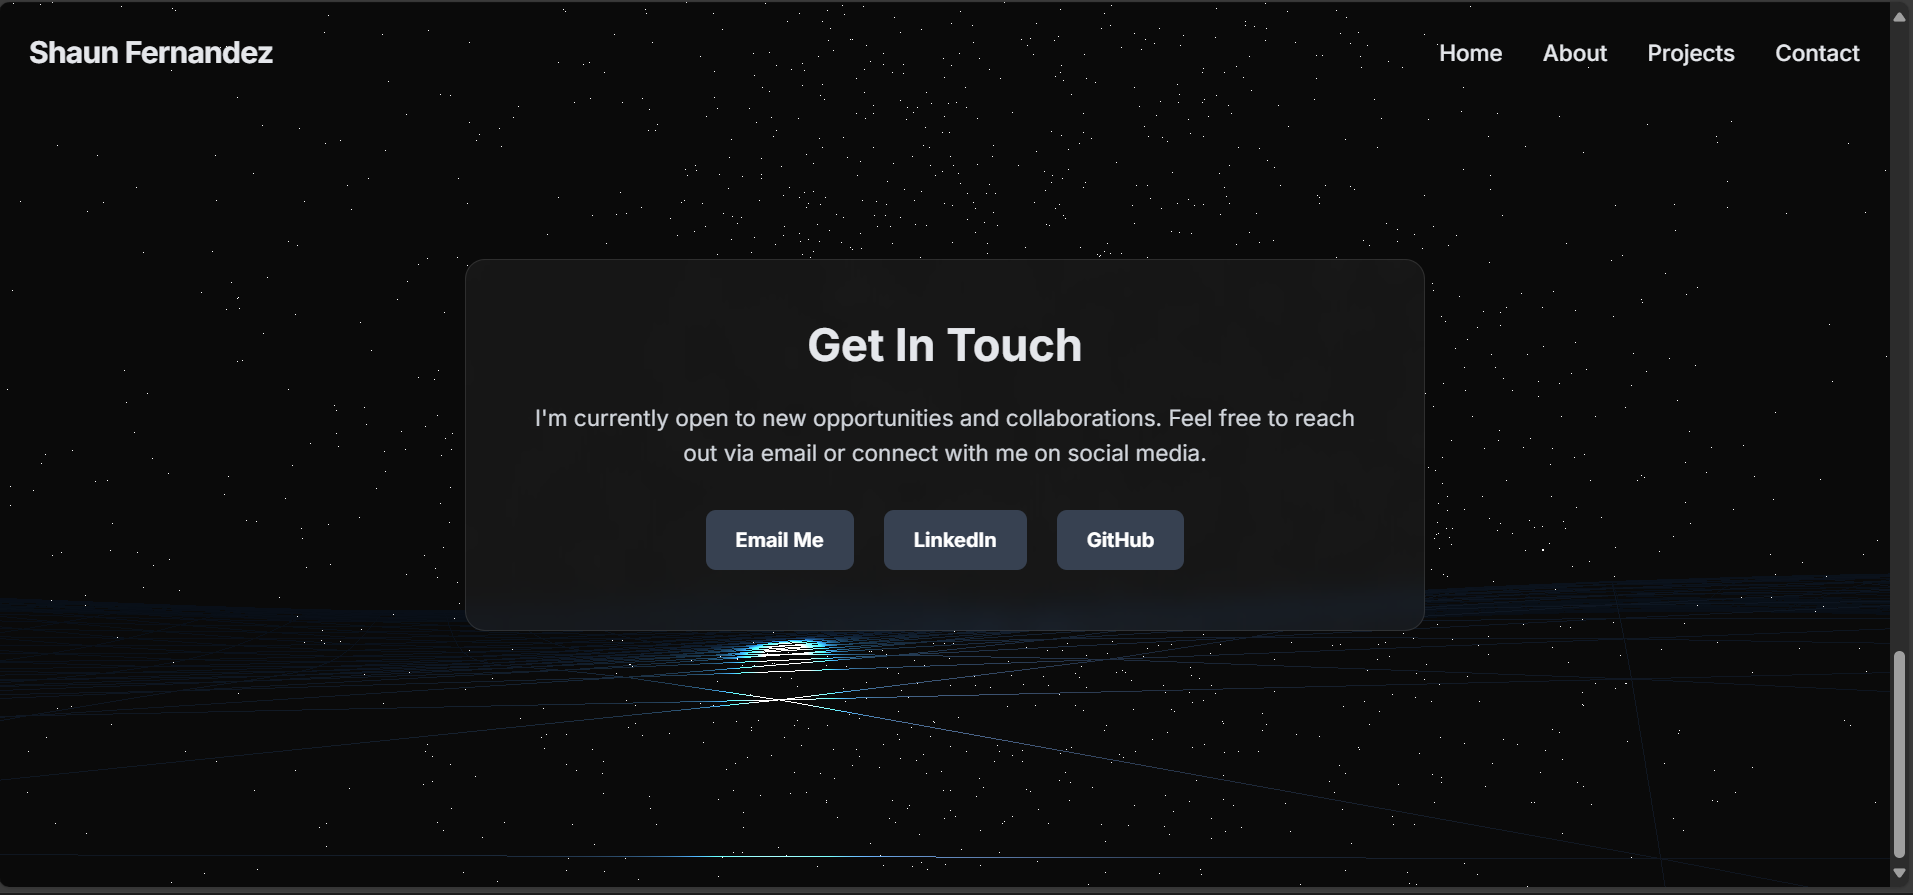 Shaun Fernandez
Home About Projects Contact
Get In Touch
I'm currently open to new opportunities and collaborations. Feel free to reach
out via email or connect with me on social media.
Email Me LinkedIn GitHub